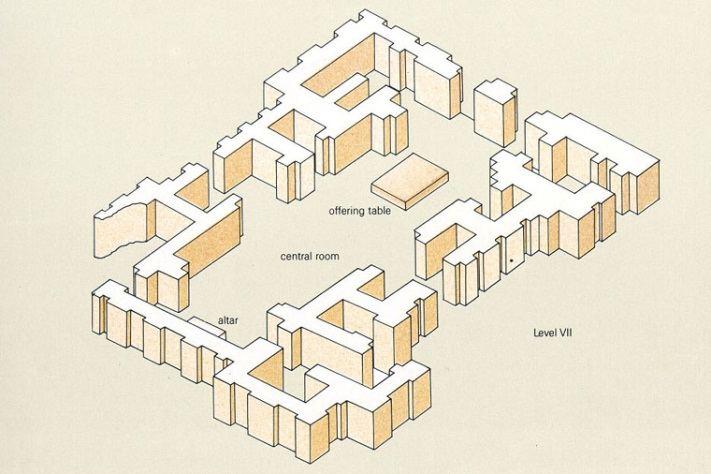 offering table
central room
altar
Level VII